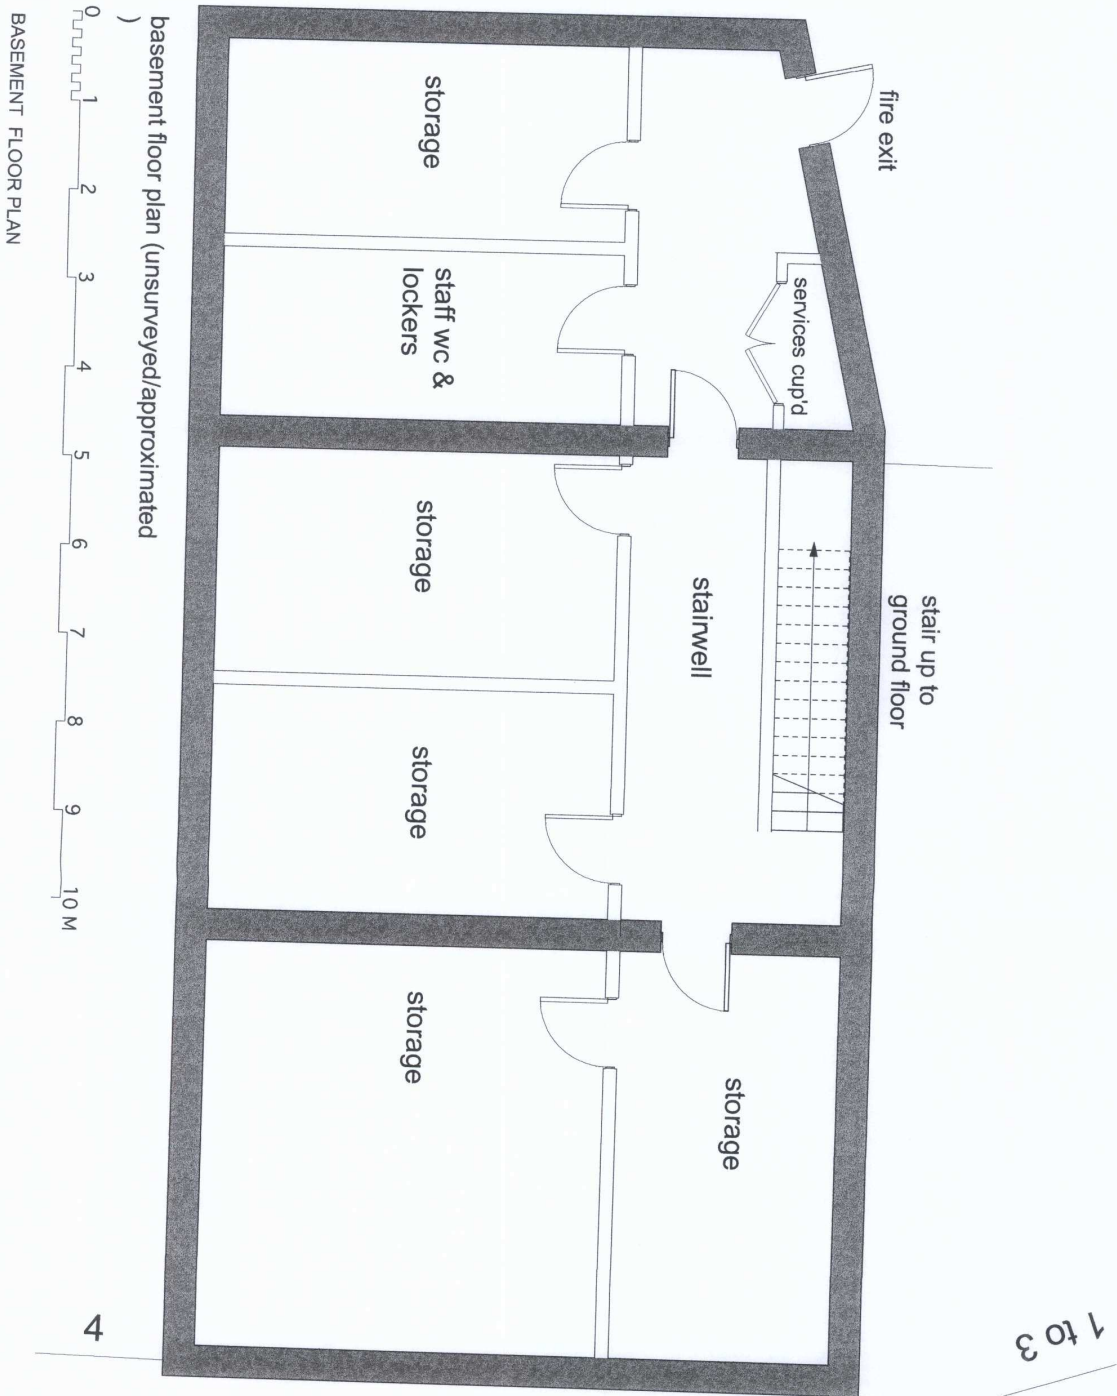 fire exit
services cup'd
stair up to
ground floor
storage
staff wc &
lockers
storage
stairwell
storage
storage
storage
basement floor plan (unsurveyed/approximated
)
0 1 2 3 4 5 6 7 8 9 10 M
BASEMENT FLOOR PLAN
4
1 to 3